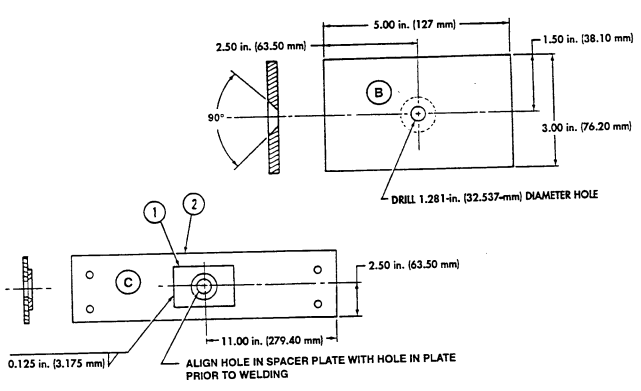 5.00 in. (127 mm)
2.50 in. (63.50 mm)
1.50 in. (38.10 mm)
B
90°
3.00 in. (76.20 mm)
DRILL 1.281-in. (32.537-mm) DIAMETER HOLE
1
2
C
2.50 in. (63.50 mm)
11.00 in. (279.40 mm)
0.125 in. (3.175 mm)
ALIGN HOLE IN SPACER PLATE WITH HOLE IN PLATE
PRIOR TO WELDING